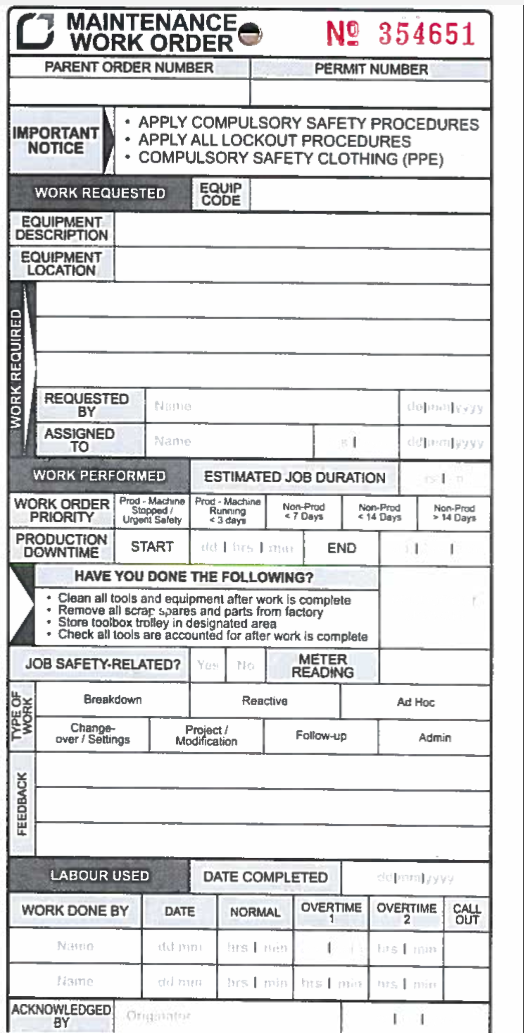 MAINTENANCE
WORK ORDER
Nº 354651
PARENT ORDER NUMBER PERMIT NUMBER
IMPORTANT
NOTICE
• APPLY COMPULSORY SAFETY PROCEDURES
• APPLY ALL LOCKOUT PROCEDURES
• COMPULSORY SAFETY CLOTHING (PPE)
WORK REQUESTED
EQUIP
CODE
EQUIPMENT
DESCRIPTION
EQUIPMENT
LOCATION
WORK REQUIRED
REQUESTED
BY
Name dd mm yyyy
ASSIGNED
TO
Name dd mm yyyy
WORK PERFORMED ESTIMATED JOB DURATION
WORK ORDER
PRIORITY
Prod - Machine
Stopped /
Urgent Safety
Prod - Machine
Running
< 3 days
Non-Prod
< 7 Days
Non-Prod
< 14 Days
Non-Prod
> 14 Days
PRODUCTION
DOWNTIME
START dd hrs min END
HAVE YOU DONE THE FOLLOWING?
• Clean all tools and equipment after work is complete
• Remove all scrap spares and parts from factory
• Store toolbox trolley in designated area
• Check all tools are accounted for after work is complete
JOB SAFETY-RELATED? Yes No
METER
READING
TYPE OF
WORK
Breakdown Reactive Ad Hoc
Change-
over / Settings
Project /
Modification
Follow-up Admin
FEEDBACK
LABOUR USED DATE COMPLETED dd mm yyyy
WORK DONE BY DATE NORMAL
OVERTIME
1
OVERTIME
2
CALL
OUT
Name dd mm hrs min hrs min
Name dd mm hrs min hrs min hrs min
ACKNOWLEDGED
BY
Originator